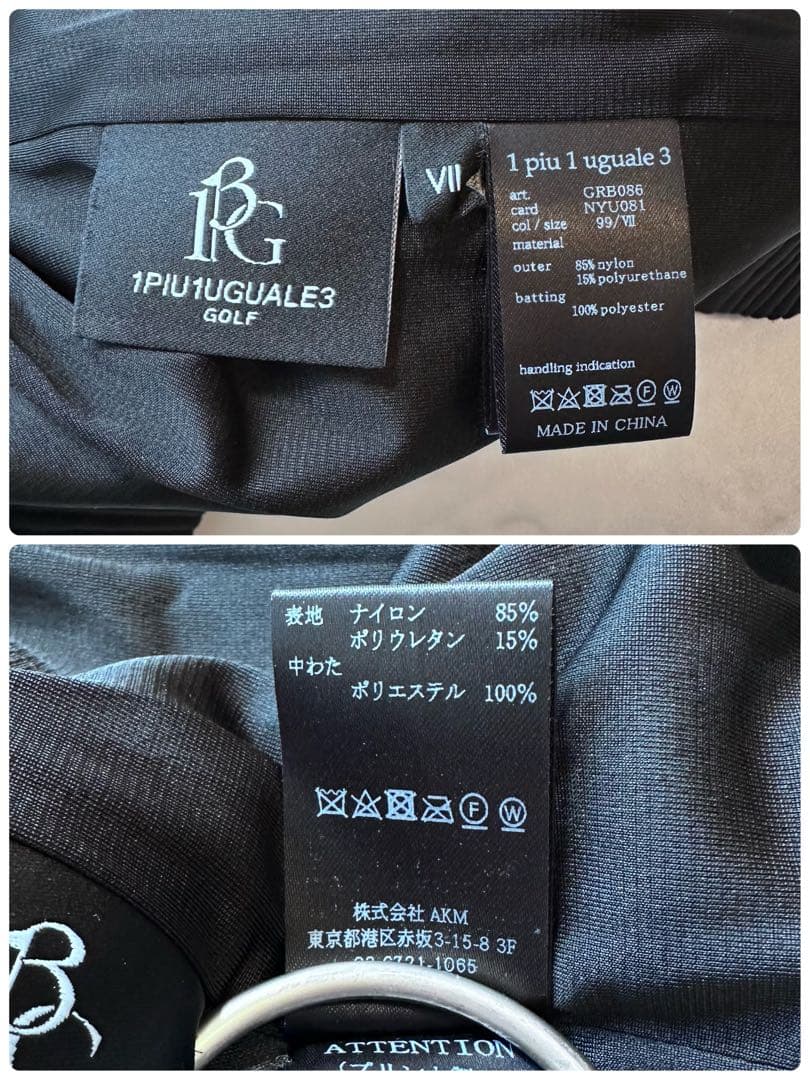 1PIU1UGUALE3
GOLF
VII
1 piu 1 uguale 3
art. GRB086
card NYU081
col / size 99/VII
material
outer 85% nylon
15% polyurethane
batting
100% polyester
handling indication
F W
MADE IN CHINA
表地 ナイロン 85%
ポリウレタン 15%
中わた
ポリエステル 100%
F W
株式会社 AKM
東京都港区赤坂3-15-8 3F
1065
ATTENTION